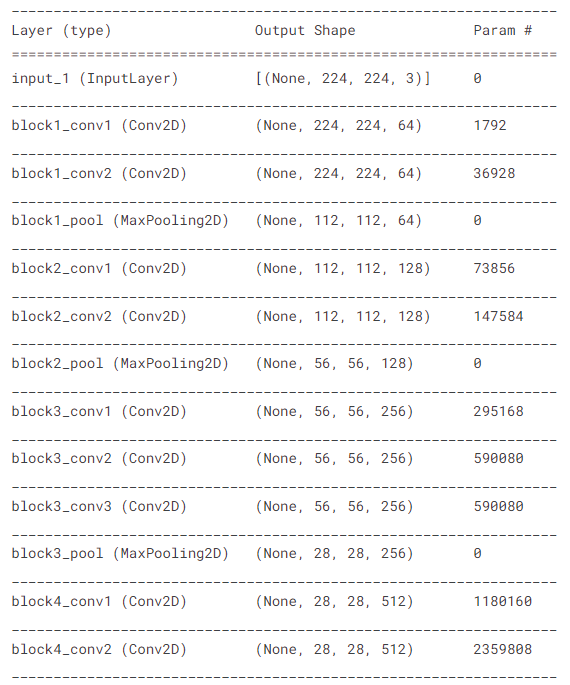 _________________________________________________________________
Layer (type) Output Shape Param #
=================================================================
input_1 (InputLayer) [(None, 224, 224, 3)] 0
_________________________________________________________________
block1_conv1 (Conv2D) (None, 224, 224, 64) 1792
_________________________________________________________________
block1_conv2 (Conv2D) (None, 224, 224, 64) 36928
_________________________________________________________________
block1_pool (MaxPooling2D) (None, 112, 112, 64) 0
_________________________________________________________________
block2_conv1 (Conv2D) (None, 112, 112, 128) 73856
_________________________________________________________________
block2_conv2 (Conv2D) (None, 112, 112, 128) 147584
_________________________________________________________________
block2_pool (MaxPooling2D) (None, 56, 56, 128) 0
_________________________________________________________________
block3_conv1 (Conv2D) (None, 56, 56, 256) 295168
_________________________________________________________________
block3_conv2 (Conv2D) (None, 56, 56, 256) 590080
_________________________________________________________________
block3_conv3 (Conv2D) (None, 56, 56, 256) 590080
_________________________________________________________________
block3_pool (MaxPooling2D) (None, 28, 28, 256) 0
_________________________________________________________________
block4_conv1 (Conv2D) (None, 28, 28, 512) 1180160
_________________________________________________________________
block4_conv2 (Conv2D) (None, 28, 28, 512) 2359808
_________________________________________________________________